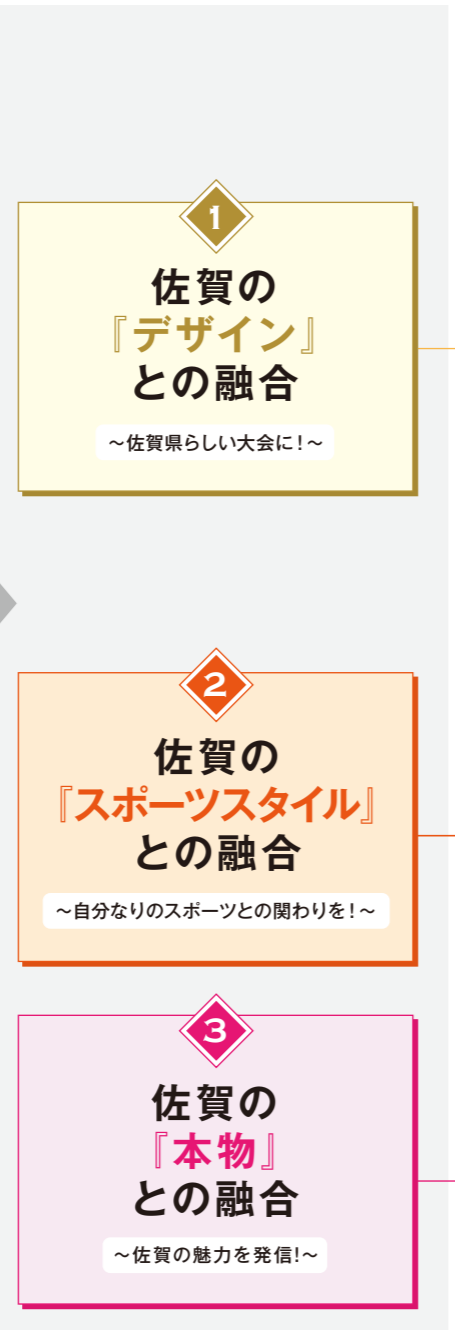 1
佐賀の
『デザイン』
との融合
～佐賀県らしい大会に！～
2
佐賀の
『スポーツスタイル』
との融合
～自分なりのスポーツとの関わりを！～
3
佐賀の
『本物』
との融合
～佐賀の魅力を発信!～